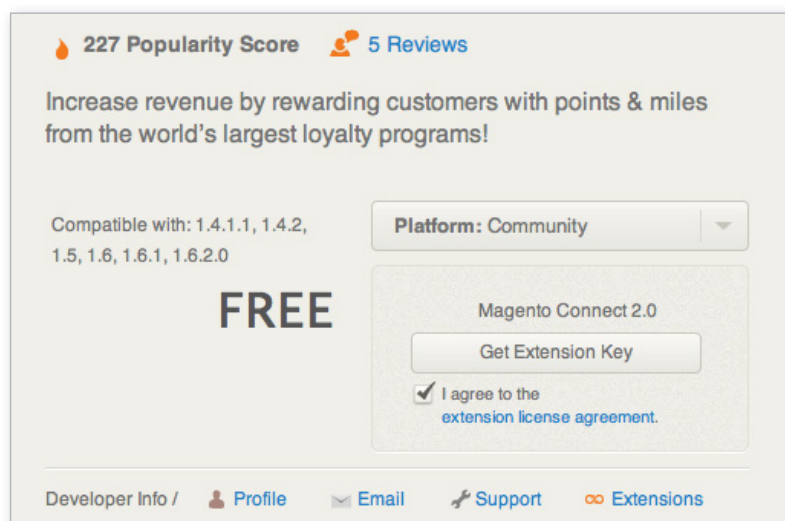 227 Popularity Score 5 Reviews
Increase revenue by rewarding customers with points & miles
from the world's largest loyalty programs!
Compatible with: 1.4.1.1, 1.4.2,
1.5, 1.6, 1.6.1, 1.6.2.0
FREE
Platform: Community
Magento Connect 2.0
Get Extension Key
I agree to the
extension license agreement.
Developer Info / Profile Email Support Extensions